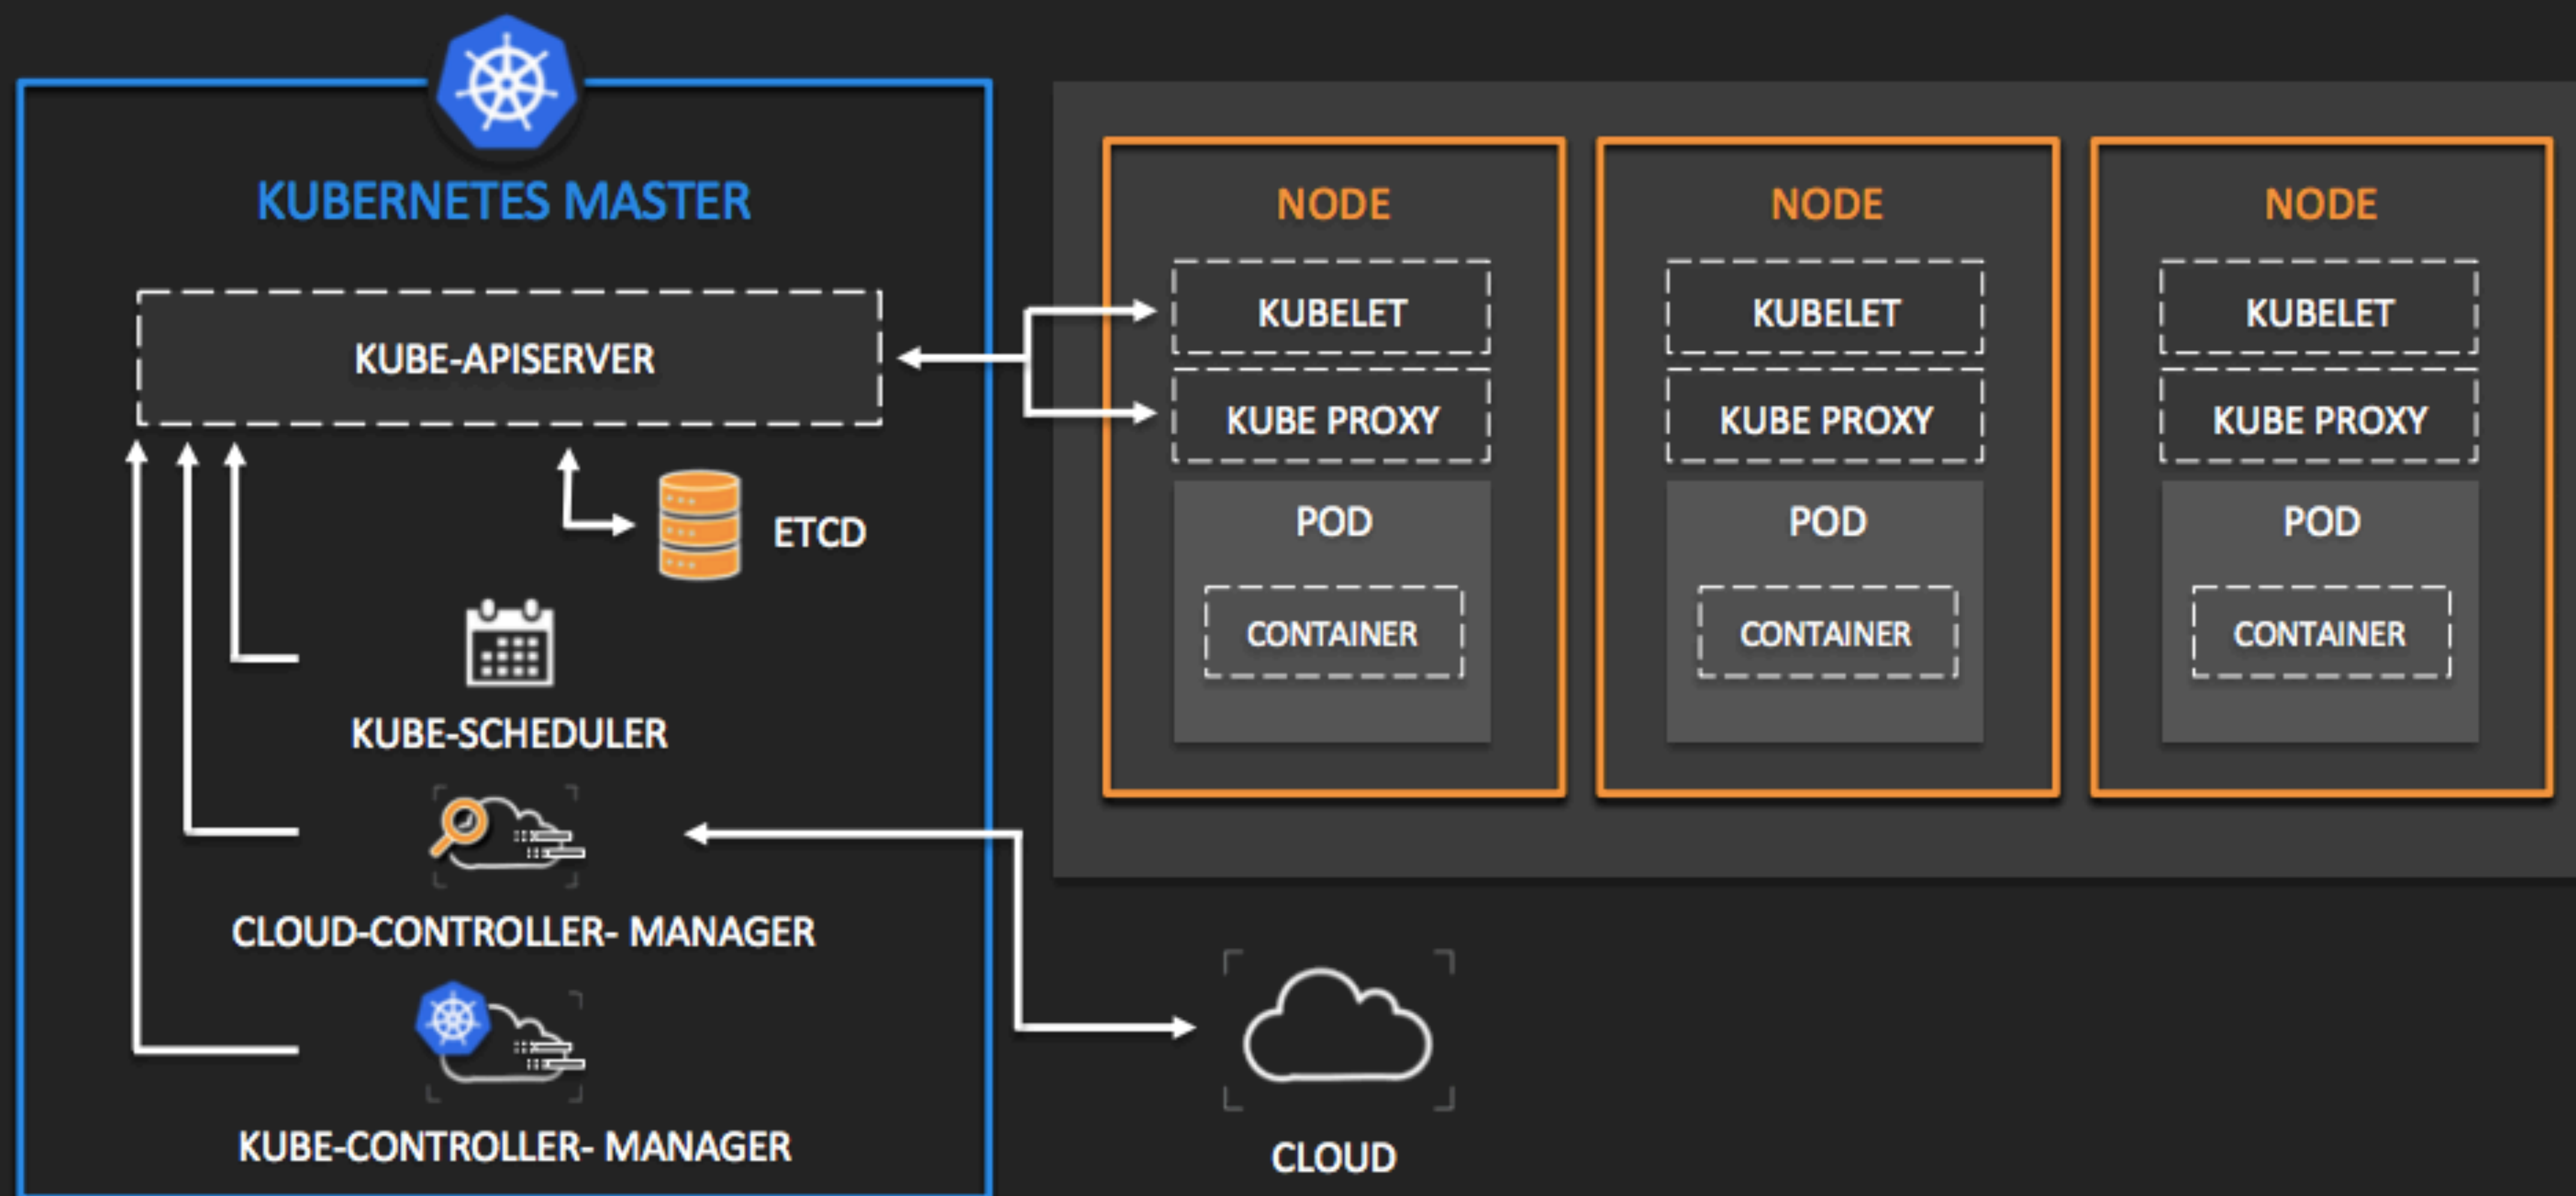 KUBERNETES MASTER
KUBE-APISERVER
ETCD
KUBE-SCHEDULER
CLOUD-CONTROLLER- MANAGER
KUBE-CONTROLLER- MANAGER
NODE
KUBELET
KUBE PROXY
POD
CONTAINER
NODE
KUBELET
KUBE PROXY
POD
CONTAINER
NODE
KUBELET
KUBE PROXY
POD
CONTAINER
CLOUD